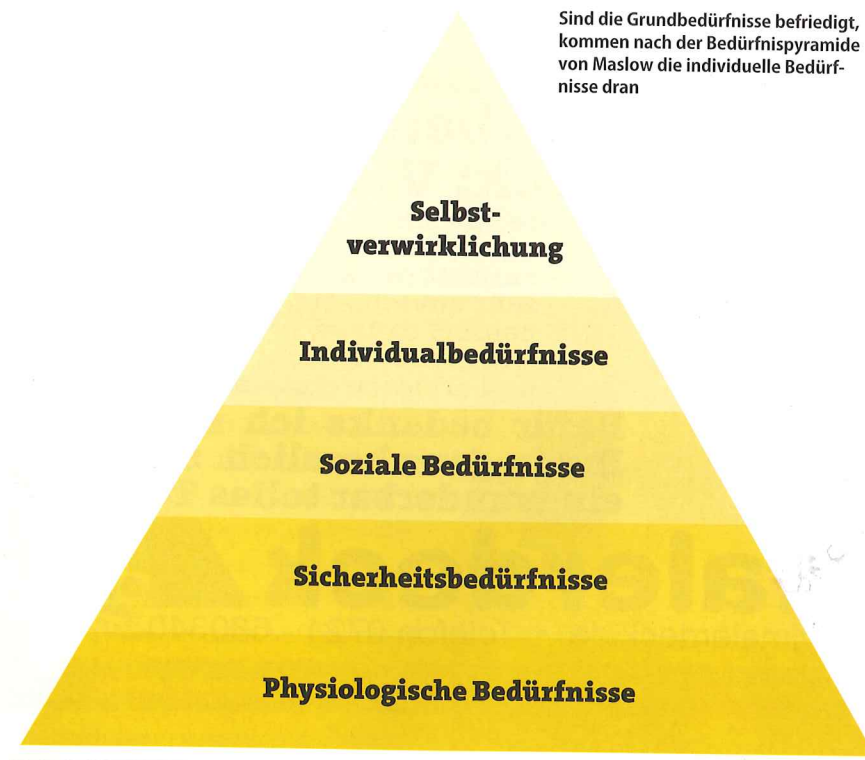 Sind die Grundbedürfnisse befriedigt,
kommen nach der Bedürfnispyramide
von Maslow die individuelle Bedürf-
nisse dran
Selbst-
verwirklichung
Individualbedürfnisse
Soziale Bedürfnisse
Sicherheitsbedürfnisse
Physiologische Bedürfnisse